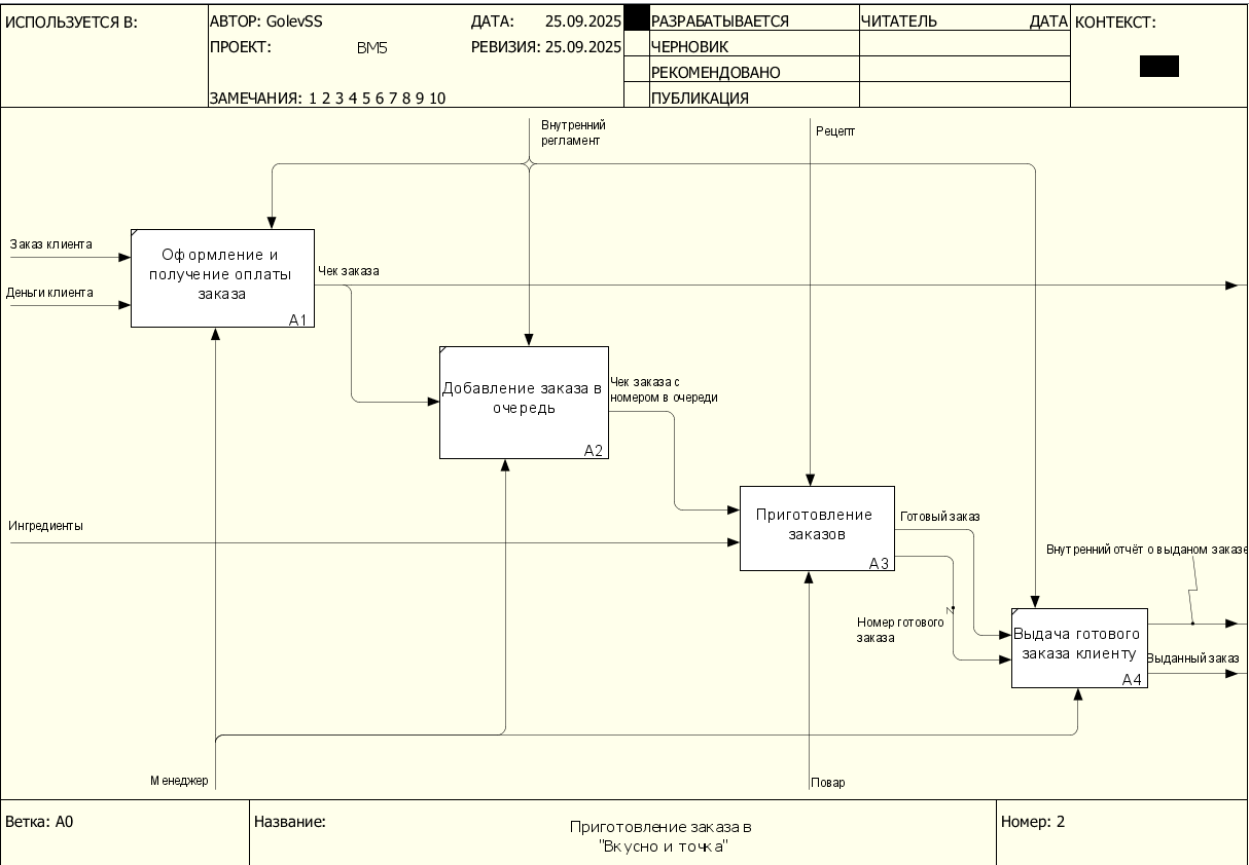 ИСПОЛЬЗУЕТСЯ В:
АВТОР: GolevSS
ДАТА: 25.09.2025
РАЗРАБАТЫВАЕТСЯ
ЧИТАТЕЛЬ
ДАТА
КОНТЕКСТ:
ПРОЕКТ: BM5
РЕВИЗИЯ: 25.09.2025
ЧЕРНОВИК
РЕКОМЕНДОВАНО
ЗАМЕЧАНИЯ: 1 2 3 4 5 6 7 8 9 10
ПУБЛИКАЦИЯ
Внутренний
регламент
Рецепт
Заказ клиента
Деньги клиента
Оформление и
получение оплаты
заказа
A1
Чек заказа
Добавление заказа в
очередь
A2
Чек заказа с
номером в очереди
Ингредиенты
Приготовление
заказов
A3
Готовый заказ
Номер готового
заказа
Внутренний отчёт о выданом заказе
Выдача готового
заказа клиенту
A4
Выданный заказ
Менеджер
Повар
Ветка: A0
Название:
Приготовление заказа в
"Вкусно и точка"
Номер: 2